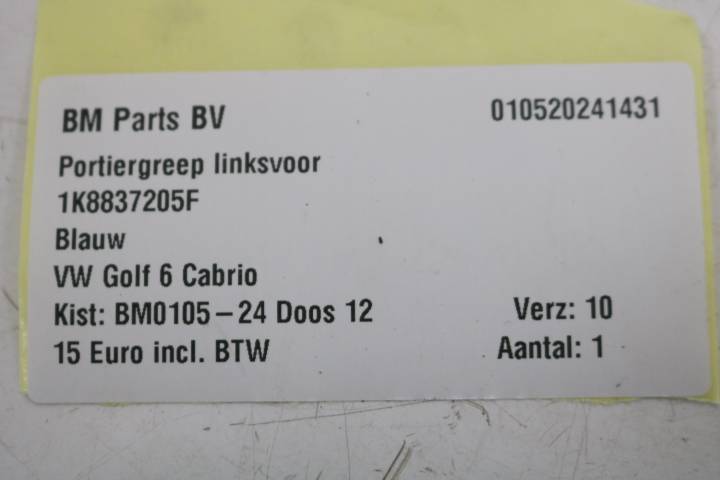 BM Parts BV 010520241431
Portiergreep linksvoor
1K8837205F
Blauw
VW Golf 6 Cabrio
Kist: BM0105-24 Doos 12 Verz: 10
15 Euro incl. BTW Aantal: 1